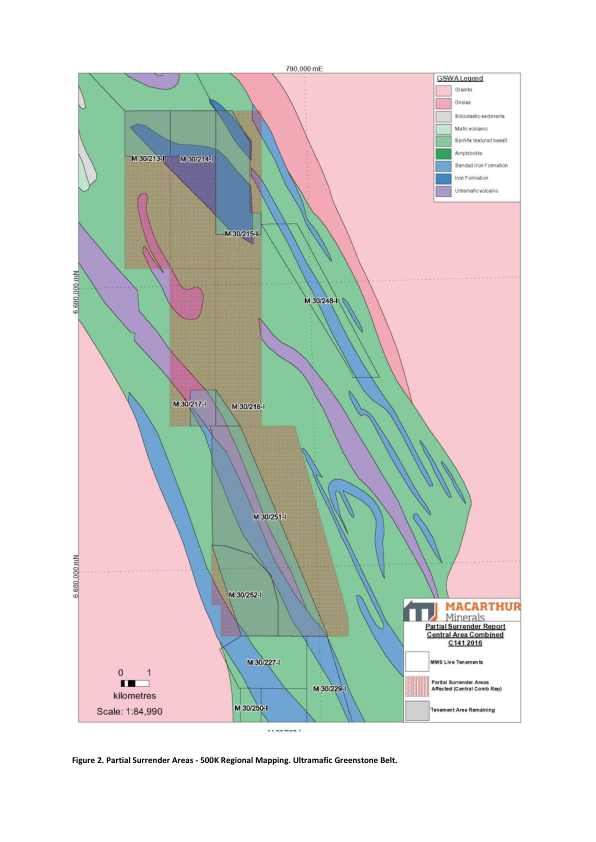 790,000 mE
GSWA Legend
Granite
Gneiss
Siliciclastic sediments
Mafic volcanic
Spinifix textured basalt
Amphibolite
Banded Iron Formation
Iron Formation
Ultramafic volcanic
M 30/213-I
M 30/214-I
M 30/215-I
6,690,000 mN
M 30/248-I
M 30/217-I
M 30/216-I
M 30/251-I
6,680,000 mN
M 30/252-I
M 30/227-I
M 30/229-I
M 30/250-I
0 1
kilometres
Scale: 1:84,990
MACARTHUR
Minerals
Partial Surrender Report
Central Area Combined
C141 2016
MMS Live Tenements
Partial Surrender Areas
Affected (Central Comb Rep)
Tenement Area Remaining
Figure 2. Partial Surrender Areas - 500K Regional Mapping. Ultramafic Greenstone Belt.